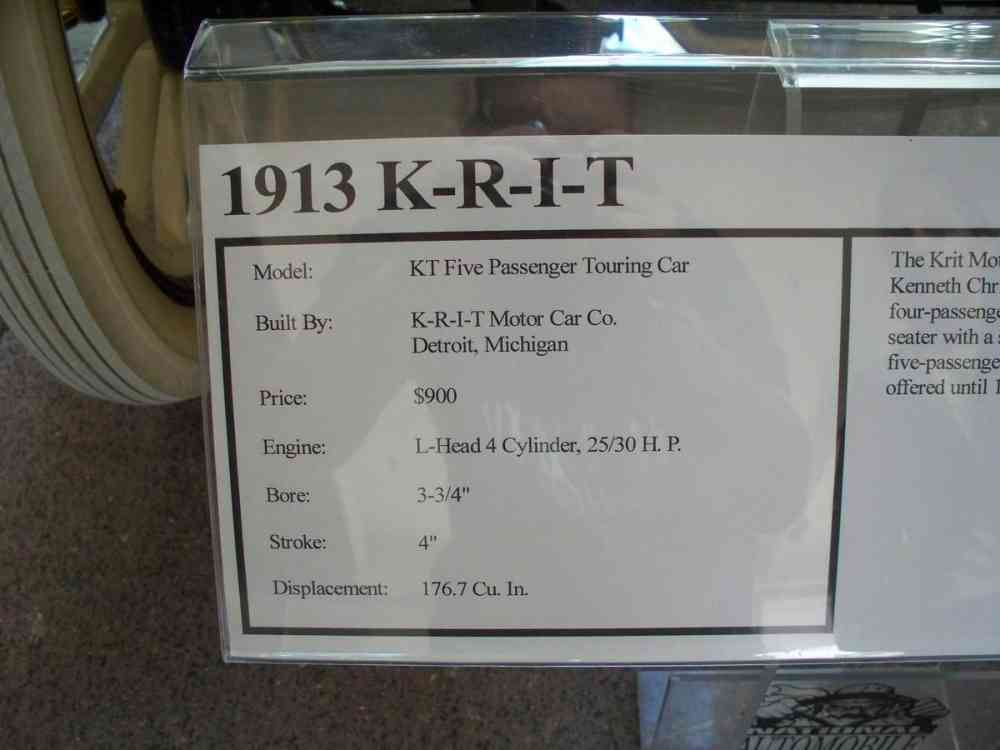 1913 K-R-I-T
Model: KT Five Passenger Touring Car
Built By: K-R-I-T Motor Car Co.
Detroit, Michigan
Price: $900
Engine: L-Head 4 Cylinder, 25/30 H. P.
Bore: 3-3/4"
Stroke: 4"
Displacement: 176.7 Cu. In.
The Krit
Kenneth
four-passenge
seater with a
five-passenge
offered until
NATIONAL
AUTOMOBILE